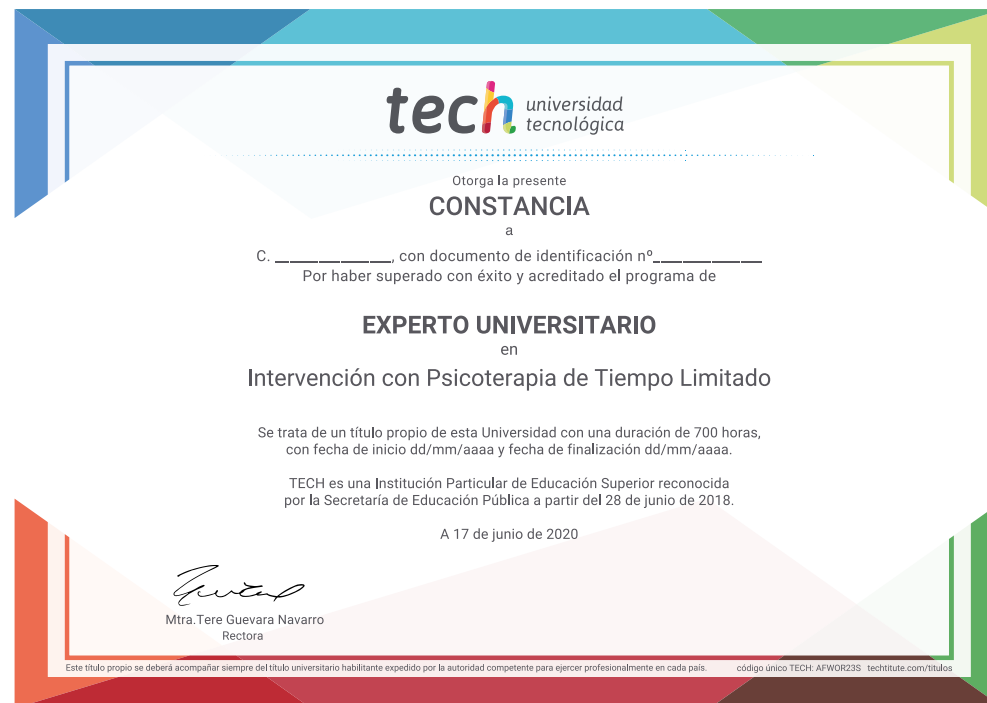 tech universidad
tecnológica
Otorga la presente
CONSTANCIA
a
C. ______________, con documento de identificación nº_____________
Por haber superado con éxito y acreditado el programa de
EXPERTO UNIVERSITARIO
en
Intervención con Psicoterapia de Tiempo Limitado
Se trata de un título propio de esta Universidad con una duración de 700 horas,
con fecha de inicio dd/mm/aaaa y fecha de finalización dd/mm/aaaa.
TECH es una Institución Particular de Educación Superior reconocida
por la Secretaría de Educación Pública a partir del 28 de junio de 2018.
A 17 de junio de 2020
Mtra.Tere Guevara Navarro
Rectora
Este título propio se deberá acompañar siempre del título universitario habilitante expedido por la autoridad competente para ejercer profesionalmente en cada país. código único TECH: AFWOR23S techtitute.com/titulos